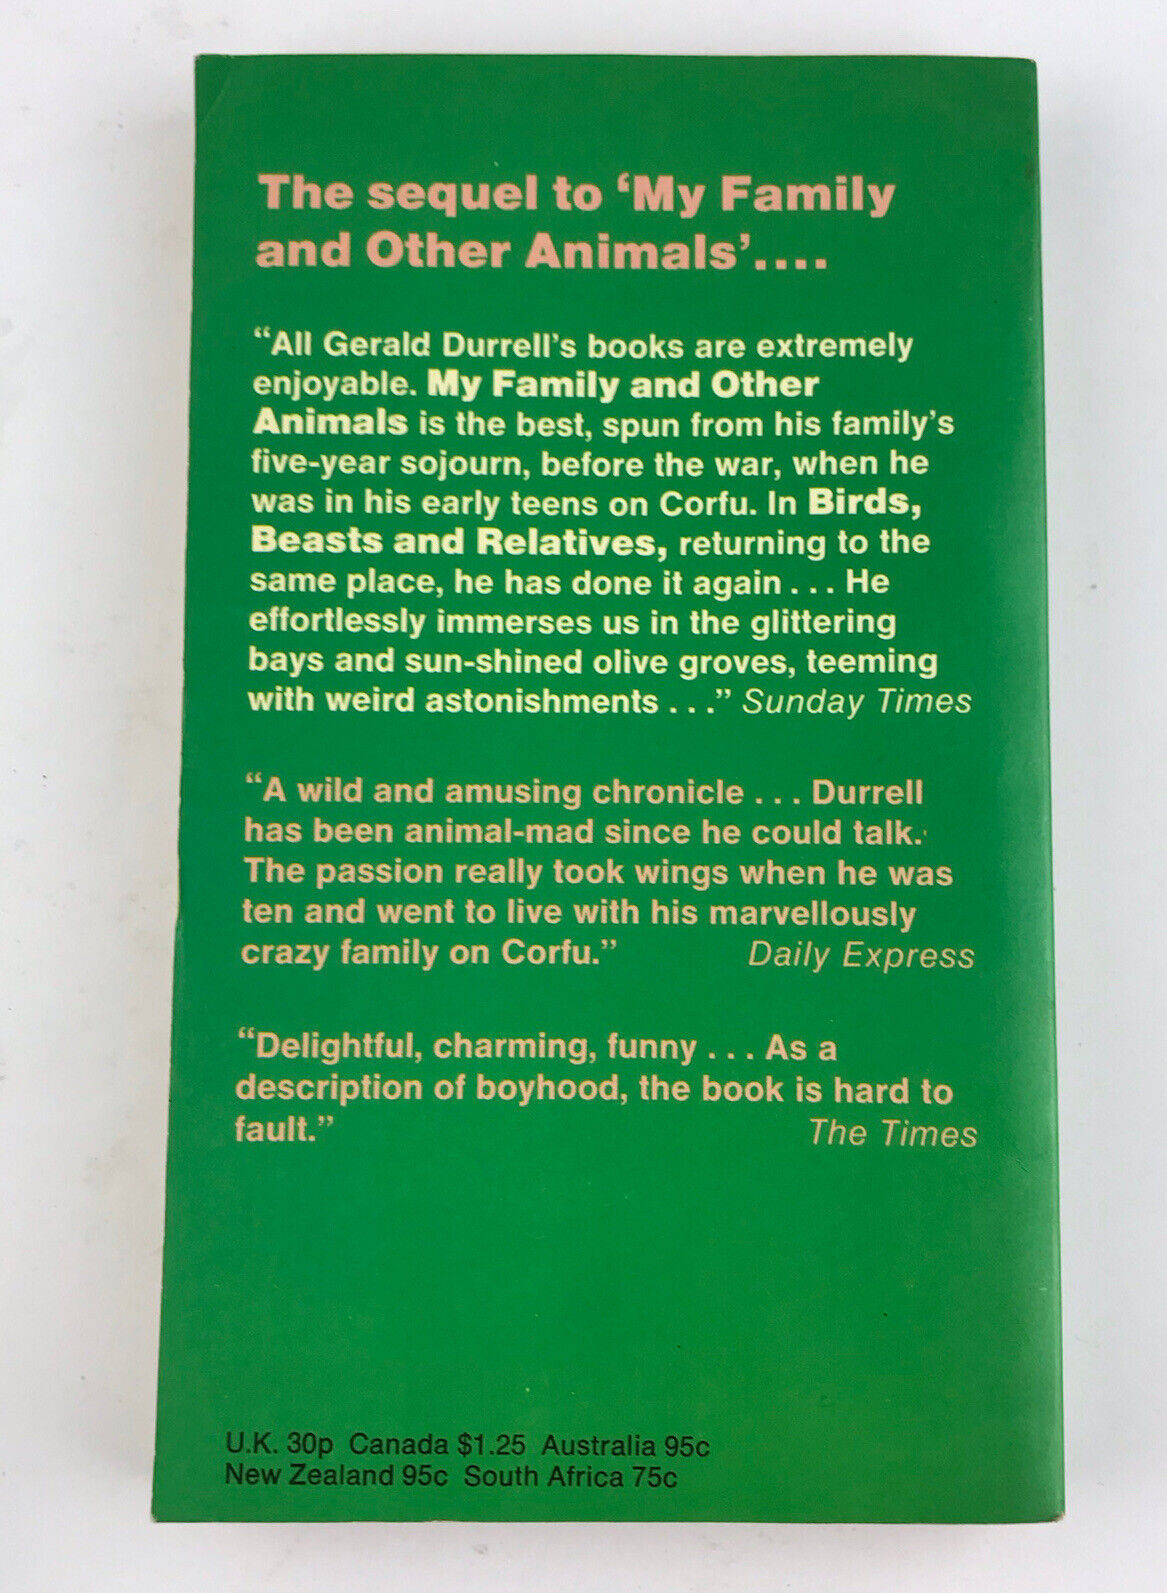 The sequel to ‘My Family
and Other Animals’....
“All Gerald Durrell’s books are extremely
enjoyable. My Family and Other
Animals is the best, spun from his family’s
five-year sojourn, before the war, when he
was in his early teens on Corfu. In Birds,
Beasts and Relatives, returning to the
same place, he has done it again . . . He
effortlessly immerses us in the glittering
bays and sun-shined olive groves, teeming
with weird astonishments . . .” Sunday Times
“A wild and amusing chronicle . . . Durrell
has been animal-mad since he could talk.
The passion really took wings when he was
ten and went to live with his marvellously
crazy family on Corfu.” Daily Express
“Delightful, charming, funny . . . As a
description of boyhood, the book is hard to
fault.” The Times
U.K. 30p Canada $1.25 Australia 95c
New Zealand 95c South Africa 75c